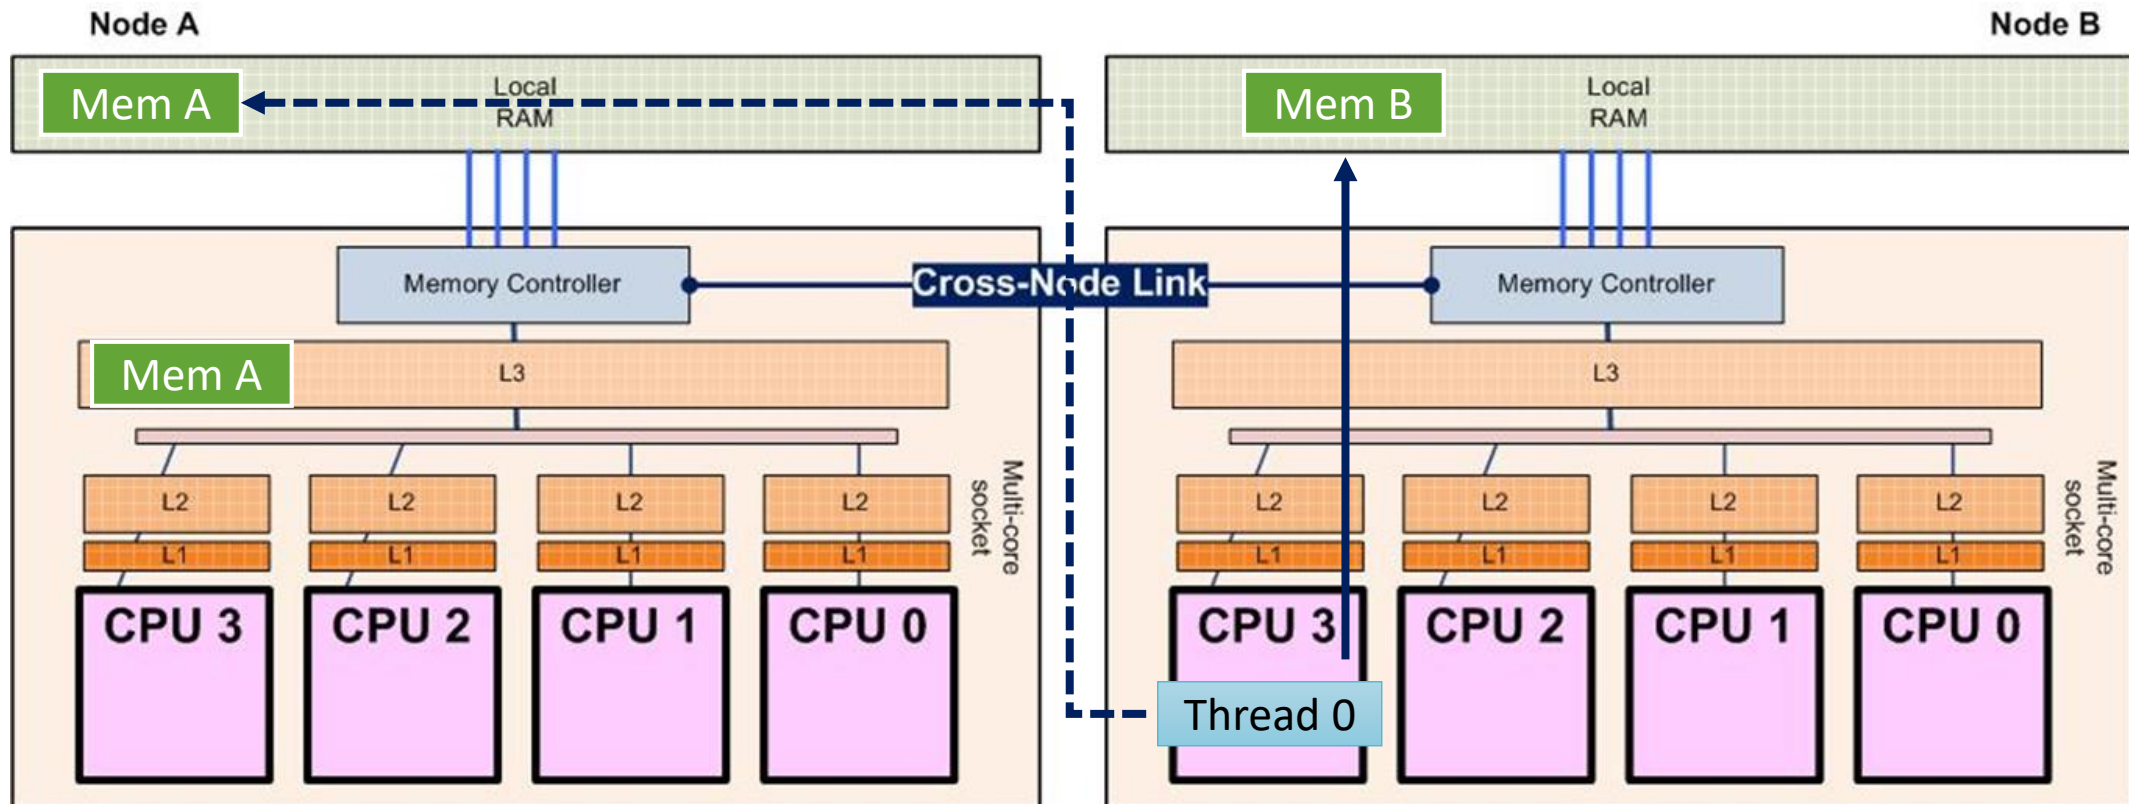 Node A
Node B
Mem A
Local
RAM
Mem B
Local
RAM
Memory Controller
Cross-Node Link
Memory Controller
Mem A
L3
L3
L2
L2
L2
L2
Multi-core
socket
L2
L2
L2
L2
Multi-core
socket
L1
L1
L1
L1
L1
L1
L1
L1
CPU 3
CPU 2
CPU 1
CPU 0
CPU 3
CPU 2
CPU 1
CPU 0
Thread 0